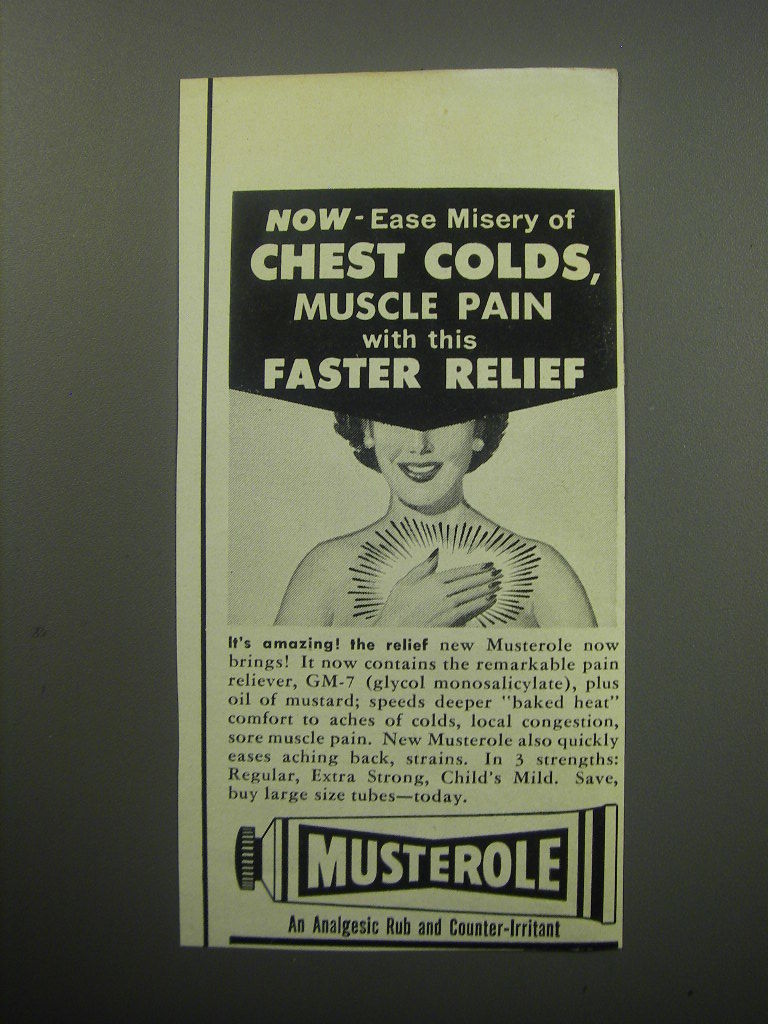 NOW - Ease Misery of
CHEST COLDS,
MUSCLE PAIN
with this
FASTER RELIEF
It's amazing! the relief new Musterole now
brings! It now contains the remarkable pain
reliever, GM-7 (glycol monosalicylate), plus
oil of mustard; speeds deeper "baked heat"
comfort to aches of colds, local congestion,
sore muscle pain. New Musterole also quickly
eases aching back, strains. In 3 strengths:
Regular, Extra Strong, Child's Mild. Save,
buy large size tubes—today.
MUSTEROLE
An Analgesic Rub and Counter-Irritant